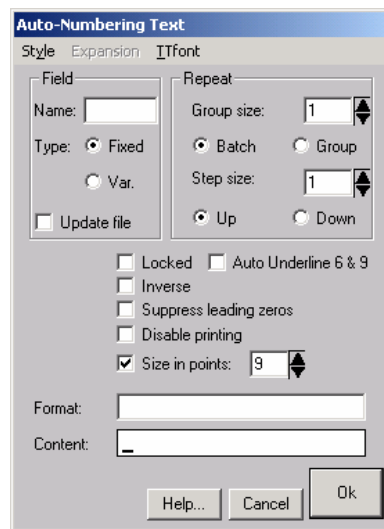 Auto-Numbering Text
Style Expansion TTfont
Field
Name:
Type: Fixed
Var.
Update file
Repeat
Group size: 1
Batch Group
Step size: 1
Up Down
Locked Auto Underline 6 & 9
Inverse
Suppress leading zeros
Disable printing
Size in points: 9
Format:
Content:
Help... Cancel Ok